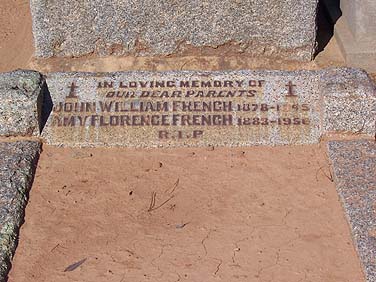 IN LOVING MEMORY OF
OUR DEAR PARENTS
JOHN WILLIAM FRENCH 1878-1945
AMY FLORENCE FRENCH 1883-1956
R.I.P